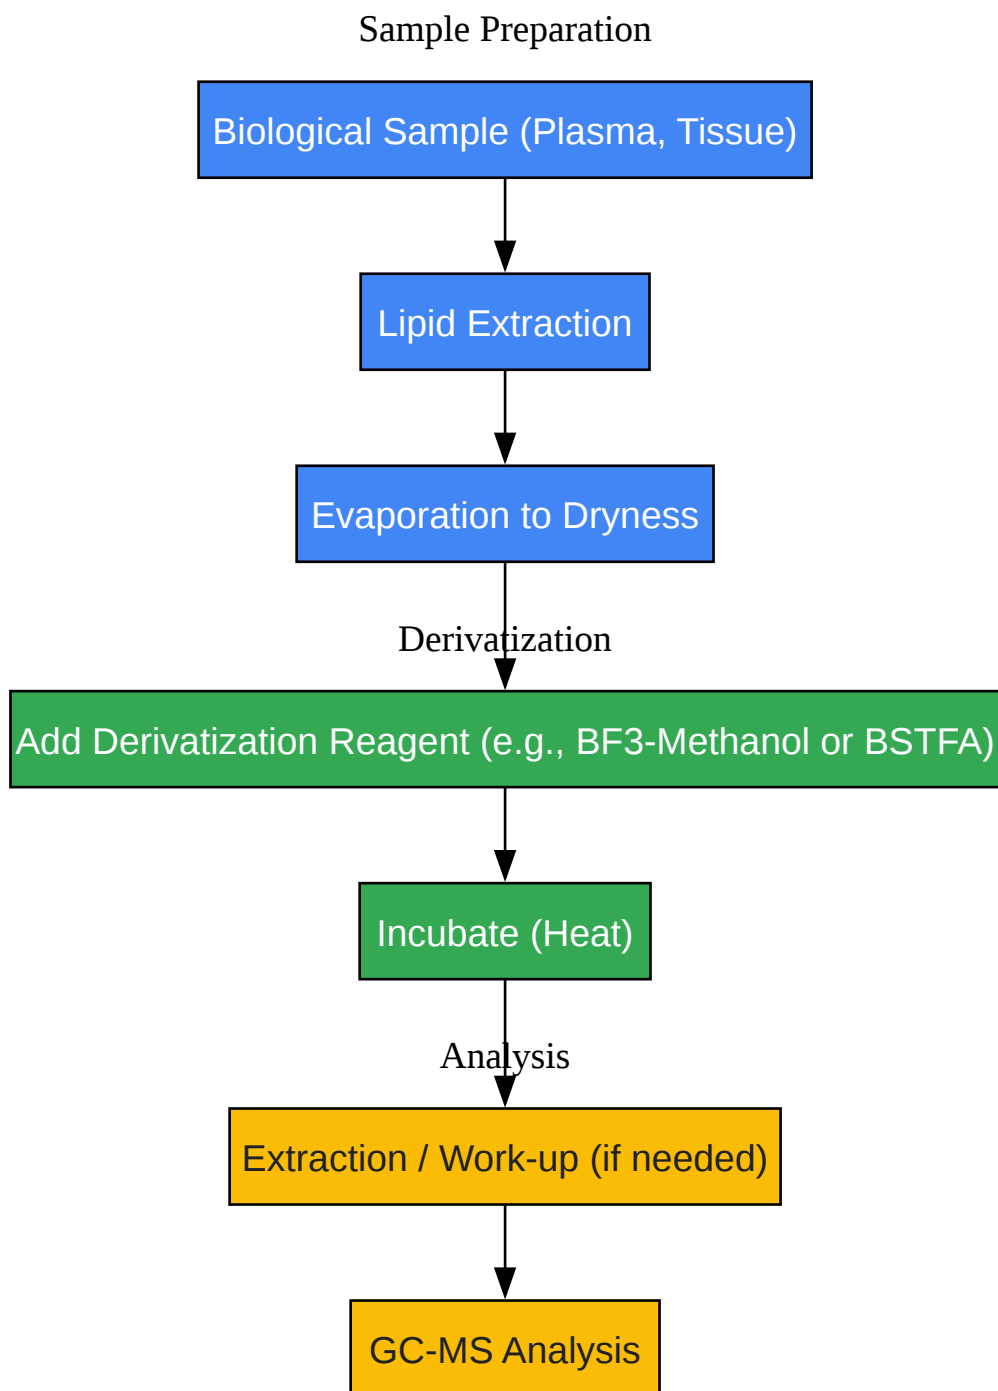 Sample Preparation
Biological Sample (Plasma, Tissue)
Lipid Extraction
Evaporation to Dryness
Derivatization
Add Derivatization Reagent (e.g., BF3-Methanol or BSTFA)
Incubate (Heat)
Analysis
Extraction / Work-up (if needed)
GC-MS Analysis